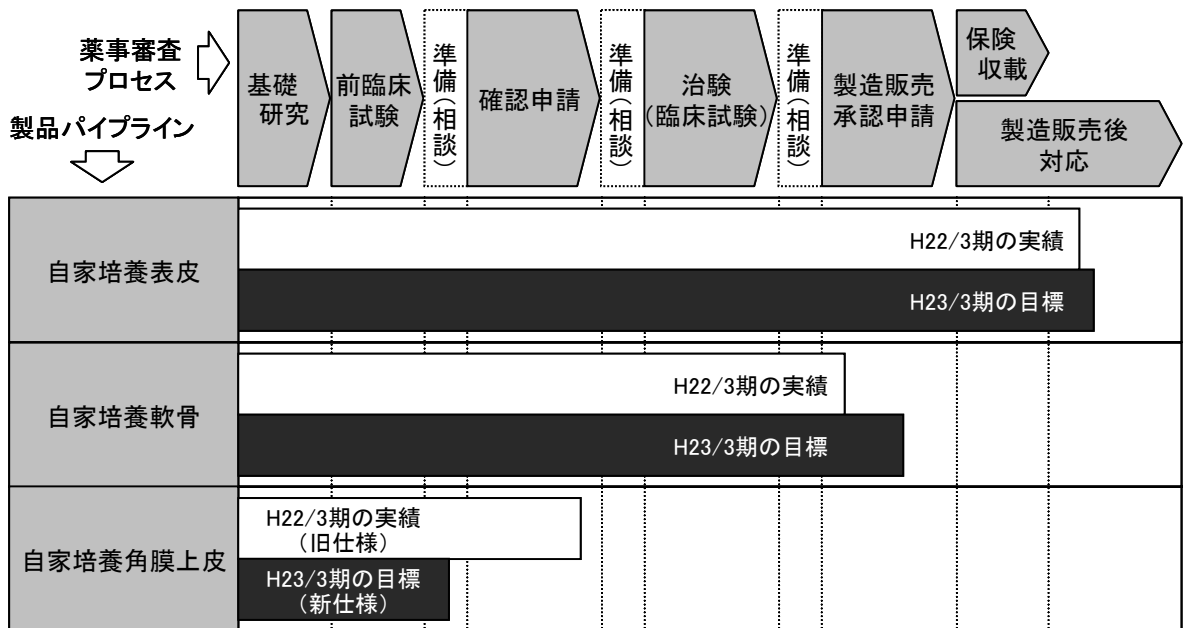 薬事審査
プロセス
製品パイプライン
基礎
研究
前臨床
試験
準備(相談)
確認申請
準備(相談)
治験
(臨床試験)
準備(相談)
製造販売
承認申請
保険
収載
製造販売後
対応
自家培養表皮
H22/3期の実績
H23/3期の目標
自家培養軟骨
H22/3期の実績
H23/3期の目標
自家培養角膜上皮
H22/3期の実績
(旧仕様)
H23/3期の目標
(新仕様)